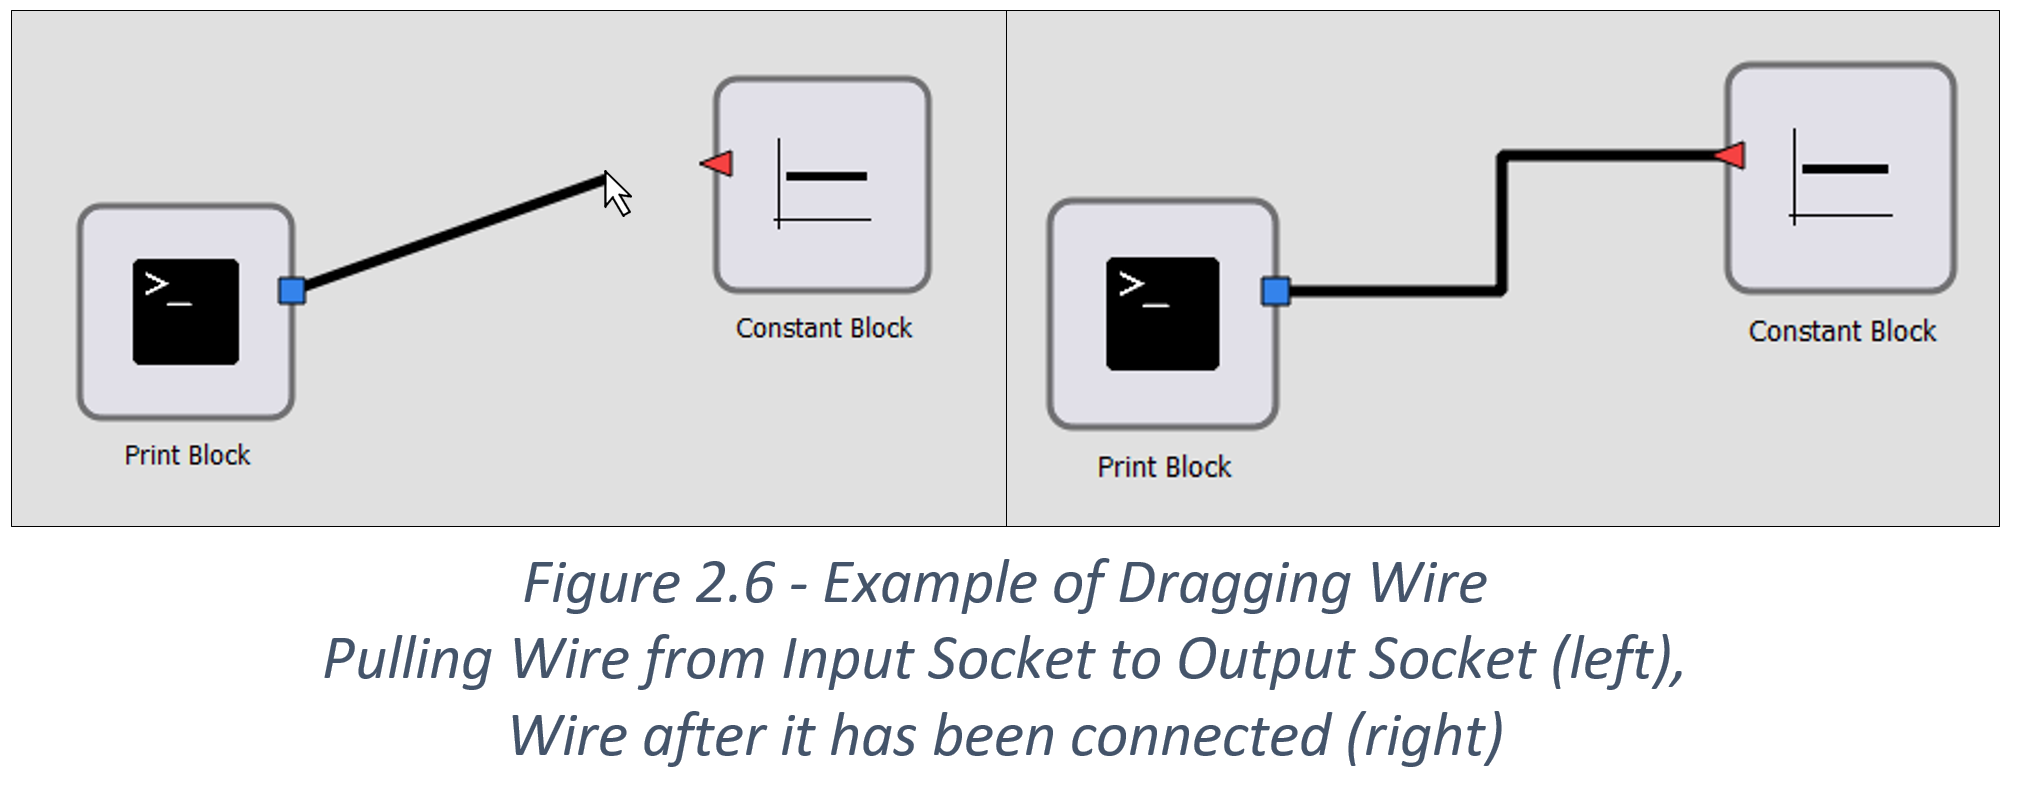 >_
Print Block
Constant Block
>_
Print Block
Constant Block
Figure 2.6 - Example of Dragging Wire
Pulling Wire from Input Socket to Output Socket (left),
Wire after it has been connected (right)